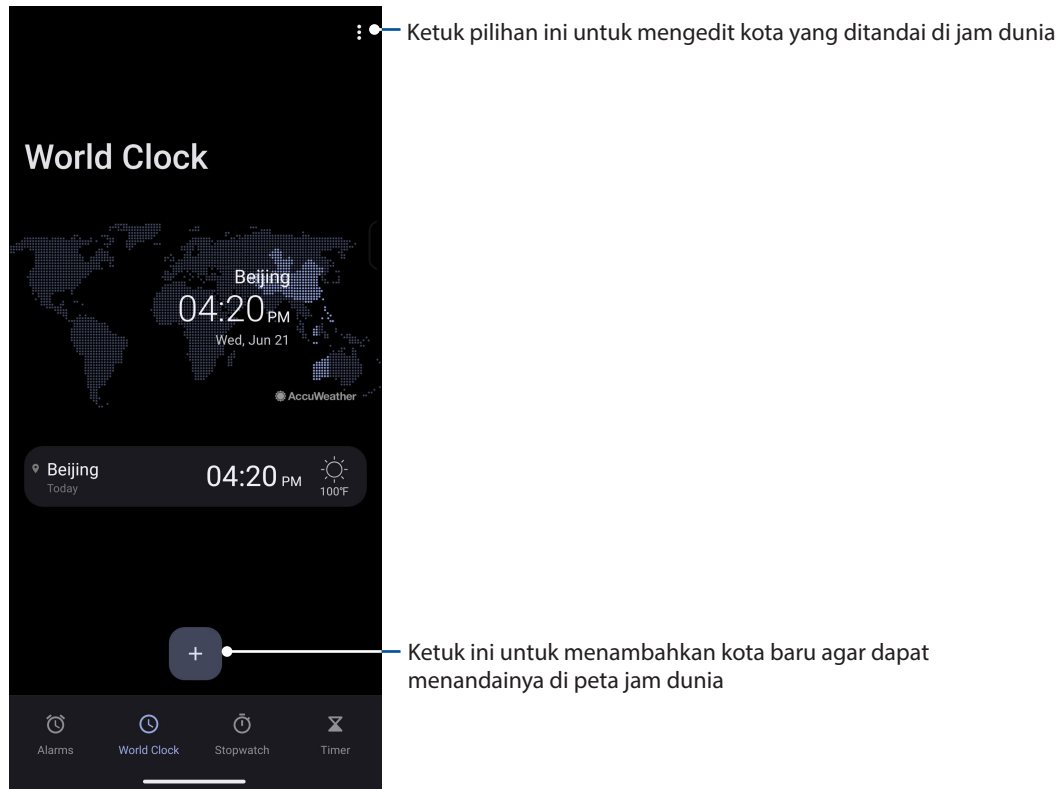 Ketuk pilihan ini untuk mengedit kota yang ditandai di jam dunia
World Clock
Beijing
04:20 PM
Wed, Jun 21
AccuWeather
Beijing
Today
04:20 PM
100°F
+
Ketuk ini untuk menambahkan kota baru agar dapat
menandainya di peta jam dunia
Alarms
World Clock
Stopwatch
Timer